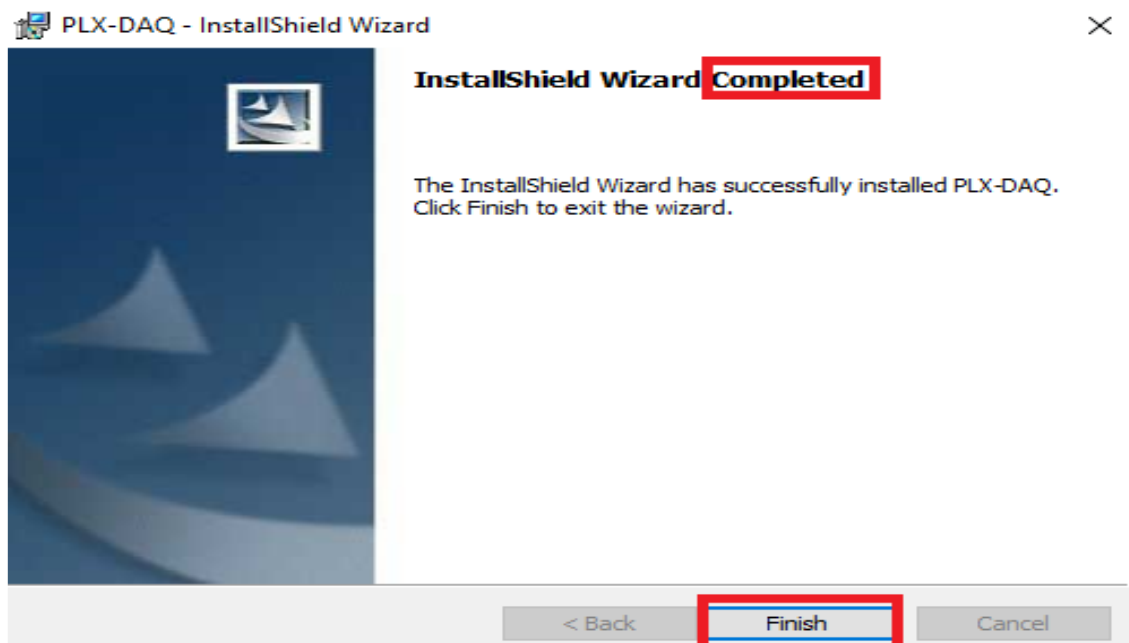 PLX-DAQ - InstallShield Wizard
InstallShield Wizard Completed
The InstallShield Wizard has successfully installed PLX-DAQ.
Click Finish to exit the wizard.
< Back
Finish
Cancel